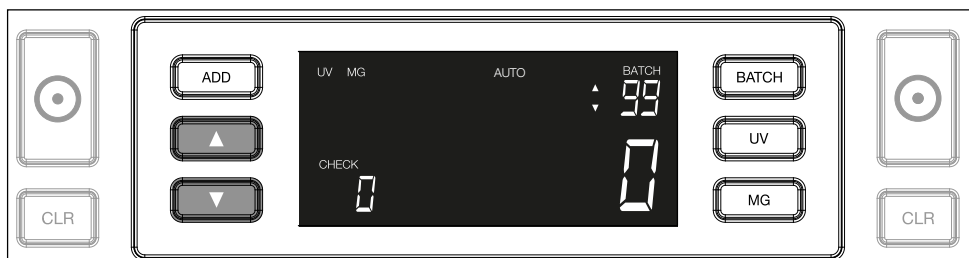 ADD
▲
▼
CLR
UV MG AUTO BATCH
▲
▼ 99
CHECK
0 0
BATCH
UV
MG
CLR